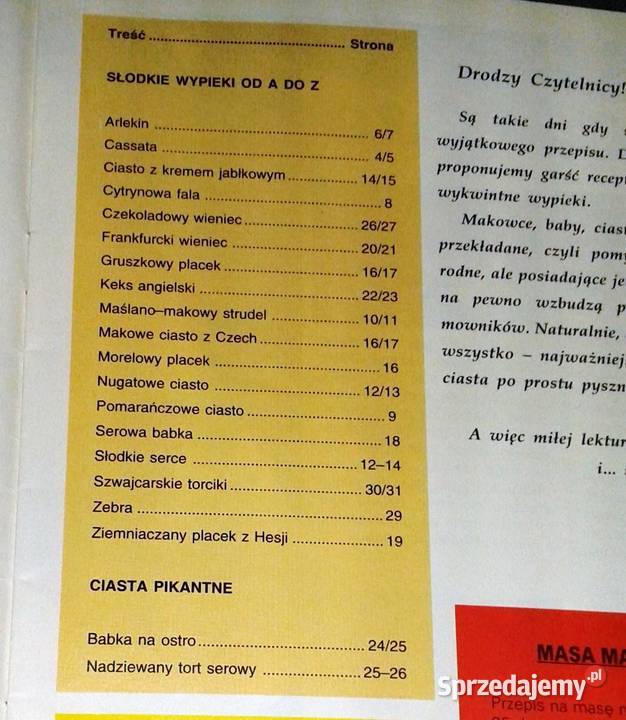 Treść ........ Strona
SŁODKIE WYPIEKI OD A DO Z
Arlekin ........ 6/7
Cassata ........ 4/5
Ciasto z kremem jabłkowym ........ 14/15
Cytrynowa fala ........ 8
Czekoladowy wieniec ........ 26/27
Frankfurcki wieniec ........ 20/21
Gruszkowy placek ........ 16/17
Keks angielski ........ 22/23
Maślano–makowy strudel ........ 10/11
Makowe ciasto z Czech ........ 16/17
Morelowy placek ........ 16
Nugatowe ciasto ........ 12/13
Pomarańczowe ciasto ........ 9
Serowa babka ........ 18
Słodkie serce ........ 12–14
Szwajcarskie torciki ........ 30/31
Zebra ........ 29
Ziemniaczany placek z Hesji ........ 19
CIASTA PIKANTNE
Babka na ostro ........ 24/25
Nadziewany tort serowy ........ 25–26
Drodzy Czytelnicy!
Są takie dni gdy
wyjątkowego przepisu.
proponujemy garść
wykwintne wypieki.
Makowce, baby,
przekładane, czyli
rodne, ale posiadające
na pewno wzbudzą
mowników. Naturalnie,
wszystko – najważniej
ciasta po prostu
A więc miłej
i...
MASA
Przepis na masę
Sprzedajemy.pl